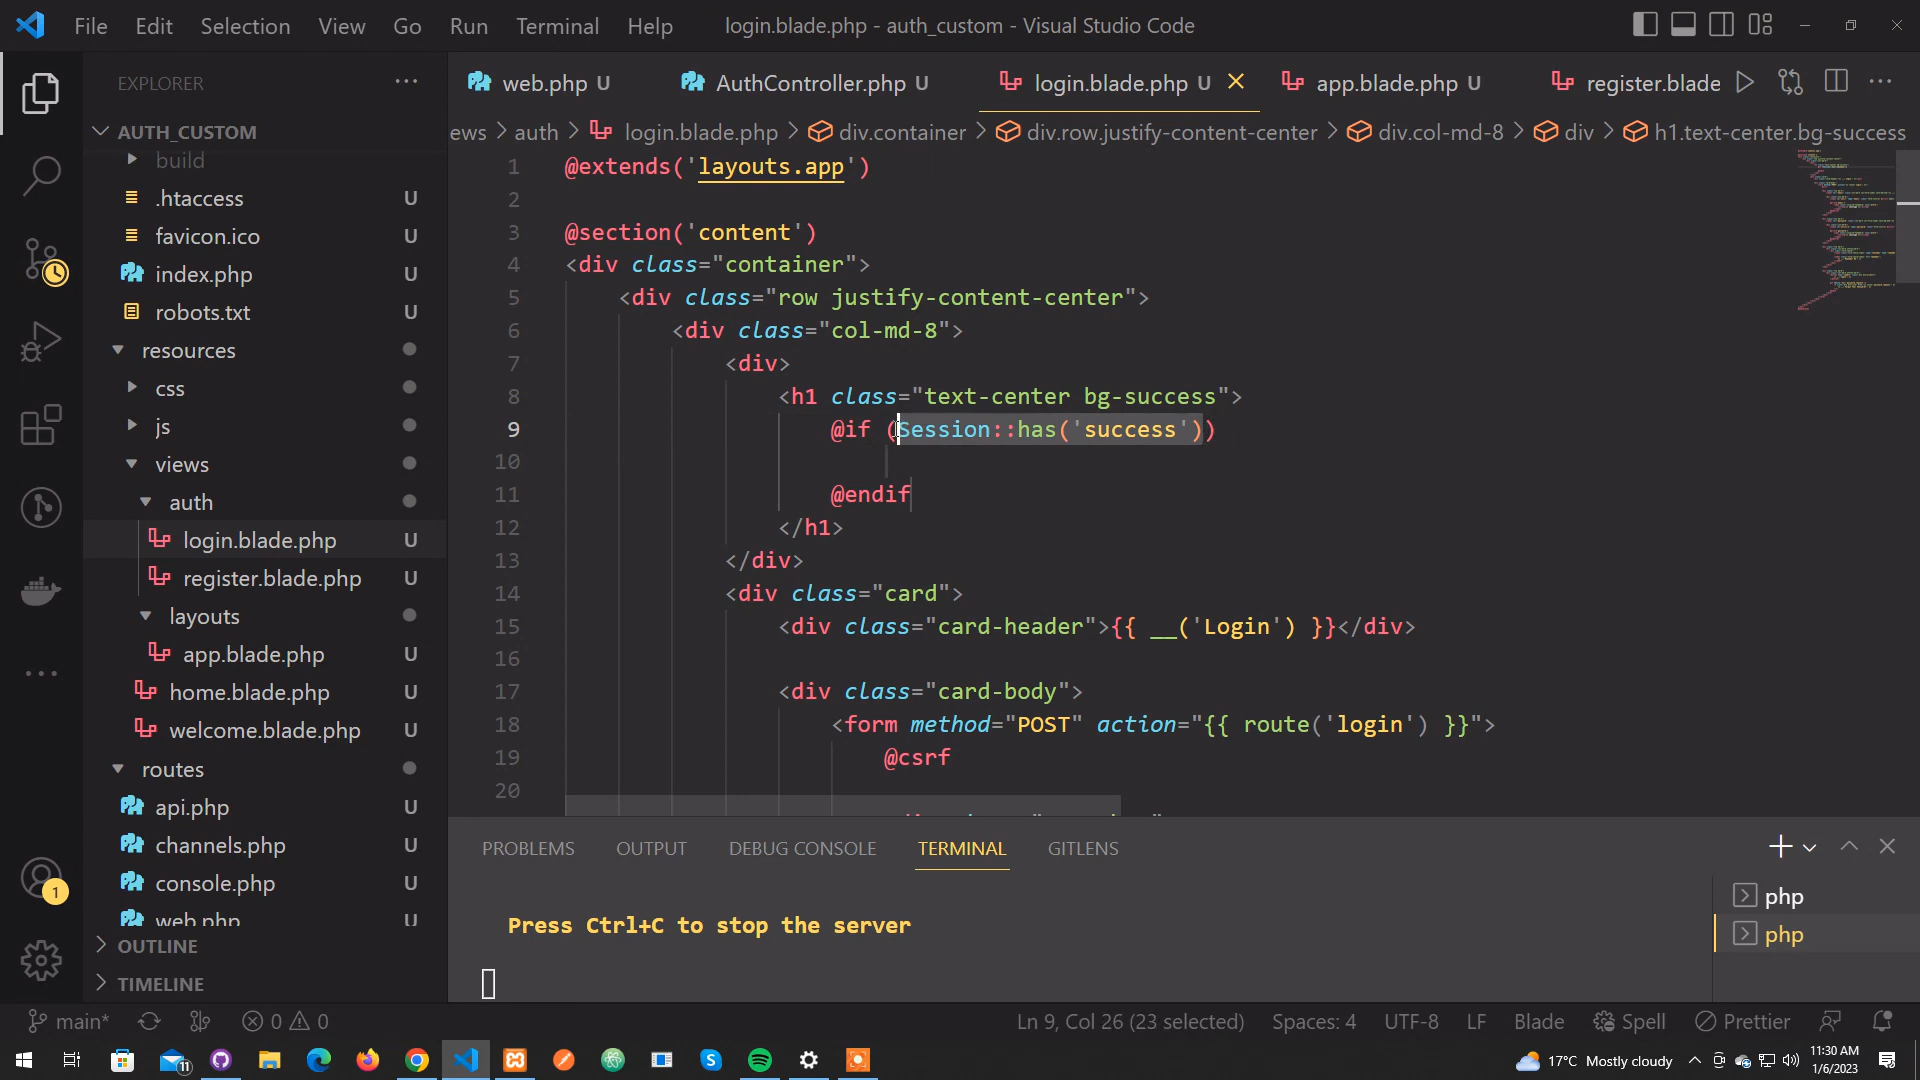 File Edit Selection View Go Run Terminal Help
login.blade.php - auth_custom - Visual Studio Code
EXPLORER
AUTH_CUSTOM
build
.htaccess U
favicon.ico U
index.php U
robots.txt U
resources
css
js
views
auth
login.blade.php U
register.blade.php U
layouts
app.blade.php U
home.blade.php U
welcome.blade.php U
routes
api.php U
channels.php U
console.php U
web.php U
OUTLINE
TIMELINE
web.php U AuthController.php U login.blade.php U app.blade.php U register.blade
ews > auth > login.blade.php > div.container > div.row.justify-content-center > div.col-md-8 > div > h1.text-center.bg-success
1 @extends('layouts.app')
2
3 @section('content')
4 <div class="container">
5 <div class="row justify-content-center">
6 <div class="col-md-8">
7 <div>
8 <h1 class="text-center bg-success">
9 @if (Session::has('success'))
10
11 @endif
12 </h1>
13 </div>
14 <div class="card">
15 <div class="card-header">{{ __('Login') }}</div>
16
17 <div class="card-body">
18 <form method="POST" action="{{ route('login') }}">
19 @csrf
20
PROBLEMS OUTPUT DEBUG CONSOLE TERMINAL GITLENS
Press Ctrl+C to stop the server
php
php
1
main* 0 0 Ln 9, Col 26 (23 selected) Spaces: 4 UTF-8 LF Blade Spell Prettier
11
17°C Mostly cloudy
11:30 AM
1/6/2023